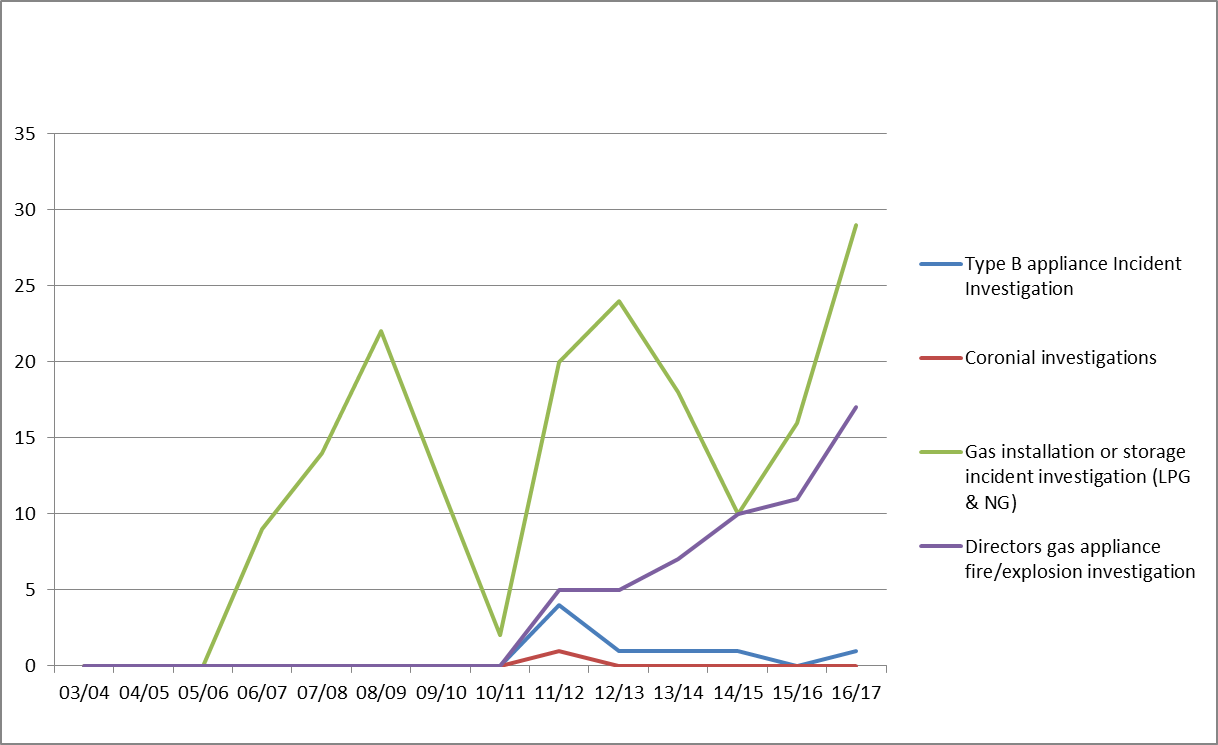 35
30
25
20
15
10
5
0
03/04 04/05 05/06 06/07 07/08 08/09 09/10 10/11 11/12 12/13 13/14 14/15 15/16 16/17
Type B appliance Incident
Investigation
Coronial investigations
Gas installation or storage
incident investigation (LPG
& NG)
Directors gas appliance
fire/explosion investigation